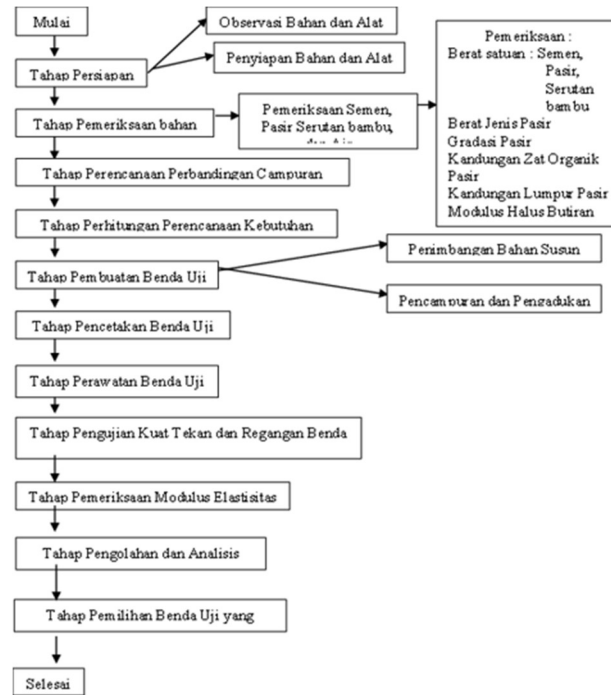 Mulai
Observasi Bahan dan Alat
Tahap Persiapan
Penyiapan Bahan dan Alat
Pemeriksaan :
Berat satuan : Semen,
Pasir,
Serutan
bambu
Berat Jenis Pasir
Gradasi Pasir
Kandungan Zat Organik
Pasir
Kandungan Lumpur Pasir
Modulus Halus Butiran
Tahap Pemeriksaan bahan
Pemeriksaan Semen,
Pasir Serutan bambu,
Tahap Perencanaan Perbandingan Campuran
Tahap Perhitungan Perencanaan Kebutuhan
Tahap Pembuatan Benda Uji
Penimbangan Bahan Susun
Pencampuran dan Pengadukan
Tahap Pencetakan Benda Uji
Tahap Perawatan Benda Uji
Tahap Pengujian Kuat Tekan dan Regangan Benda
Tahap Pemeriksaan Modulus Elastisitas
Tahap Pengolahan dan Analisis
Tahap Pemilihan Benda Uji yang
Selesai